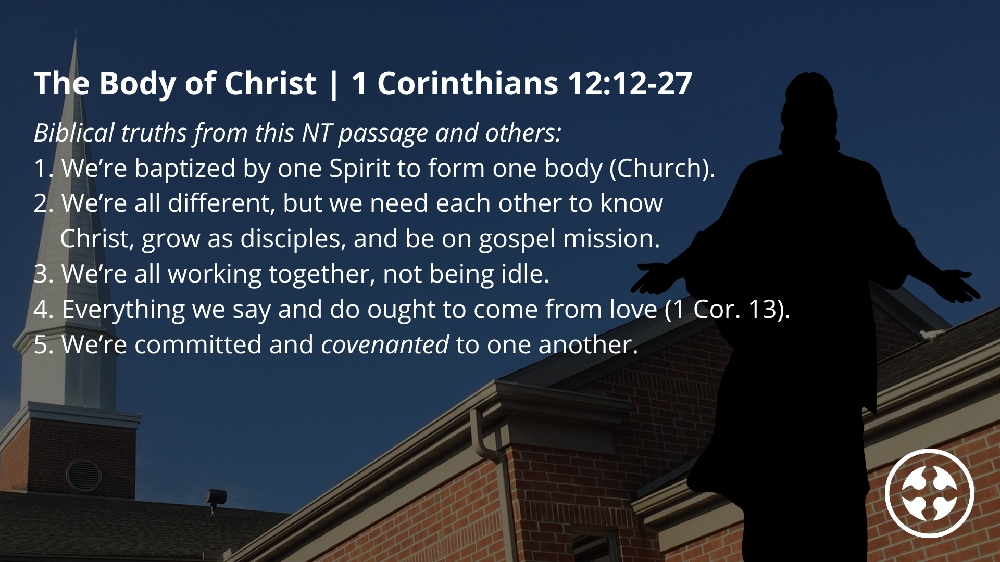 The Body of Christ | 1 Corinthians 12:12-27
Biblical truths from this NT passage and others:
1. We’re baptized by one Spirit to form one body (Church).
2. We’re all different, but we need each other to know
Christ, grow as disciples, and be on gospel mission.
3. We’re all working together, not being idle.
4. Everything we say and do ought to come from love (1 Cor. 13).
5. We’re committed and covenanted to one another.